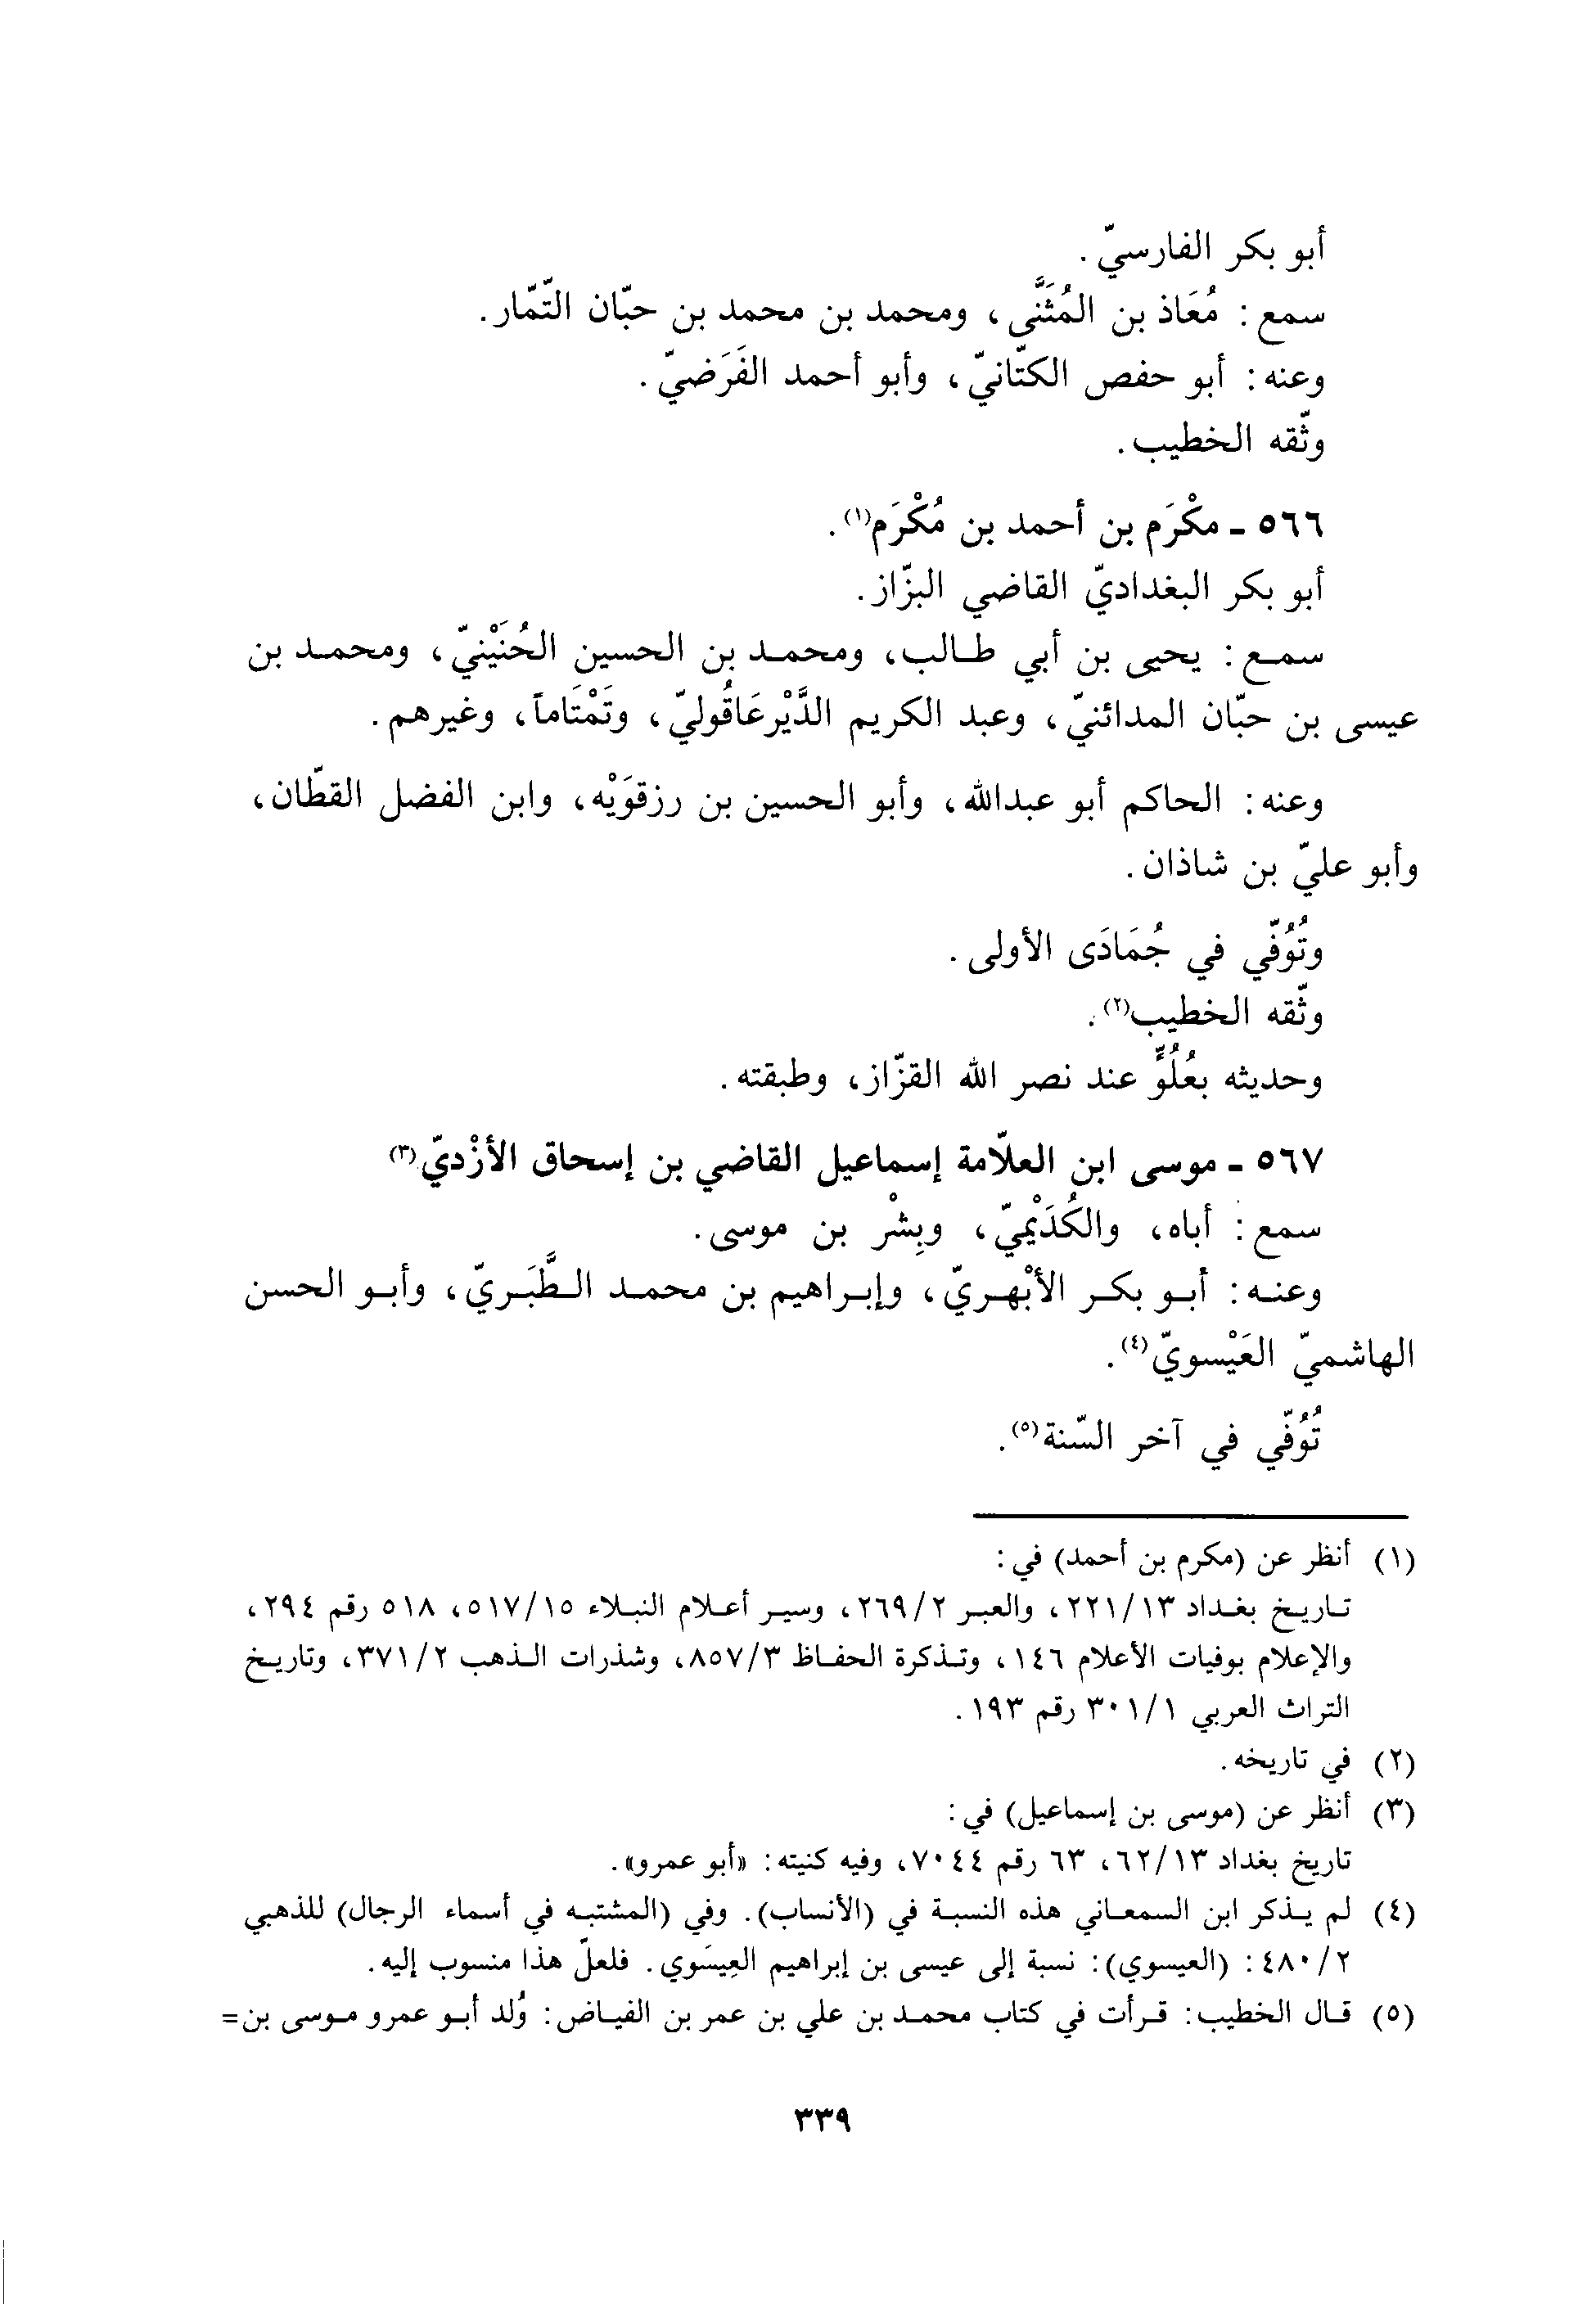 أبو بكر الفارسيّ.
سمع: مُعَاذ بن المُثَنَّى، ومحمد بن محمد بن حبّان التّمّار.
وعنه: أبو حفص الكتّانيّ، وأبو أحمد الفَرَضيّ.
وثّقه الخطيب.
٥٦٦ - مكْرَم بن أحمد بن مُكْرَم(١).
أبو بكر البغداديّ القاضي البزّاز.
سمع: يحيى بن أبي طالب، ومحمد بن الحسين الحُنَيْنيّ، ومحمد بن
عيسى بن حبّان المدائنيّ، وعبد الكريم الدَّيْرعَاقُوليّ، وتَمْتَاماً، وغيرهم.
وعنه: الحاكم أبو عبدالله، وأبو الحسين بن رزقوَيْه، وابن الفضل القطّان،
وأبو عليّ بن شاذان.
وتُوُفّي في جُمَادَى الأولى.
وثّقه الخطيب(٢).
وحديثه بعُلُوٍّ عند نصر الله القزّاز، وطبقته.
٥٦٧ - موسى ابن العلاّمة إسماعيل القاضي بن إسحاق الأزْديّ(٣)
سمع: أباه، والكُدَيْميّ، وبِشْر بن موسى.
وعنه: أبو بكر الأبْهريّ، وإبراهيم بن محمد الطَّبَريّ، وأبو الحسن
الهاشميّ العَيْسويّ(٤).
تُوُفّي في آخر السّنة(٥).
(١) أنظر عن (مكرم بن أحمد) في:
تاريخ بغداد ٢٢١/١٣، والعبر ٢٦٩/٢، وسير أعلام النبلاء ٥١٧/١٥، ٥١٨ رقم ٢٩٤،
والإعلام بوفيات الأعلام ١٤٦، وتذكرة الحفاظ ٨٥٧/٣، وشذرات الذهب ٣٧١/٢، وتاريخ
التراث العربي ٣٠١/١ رقم ١٩٣.
(٢) في تاريخه.
(٣) أنظر عن (موسى بن إسماعيل) في:
تاريخ بغداد ٦٢/١٣، ٦٣ رقم ٧٠٤٤، وفيه كنيته: «أبو عمرو».
(٤) لم يذكر ابن السمعاني هذه النسبة في (الأنساب). وفي (المشتبه في أسماء الرجال) للذهبي
٤٨٠/٢: (العيسوي): نسبة إلى عيسى بن إبراهيم العِيسَوي. فلعلّ هذا منسوب إليه.
(٥) قال الخطيب: قرأت في كتاب محمد بن علي بن عمر بن الفياض: وُلد أبو عمرو موسى بن=
٣٣٩